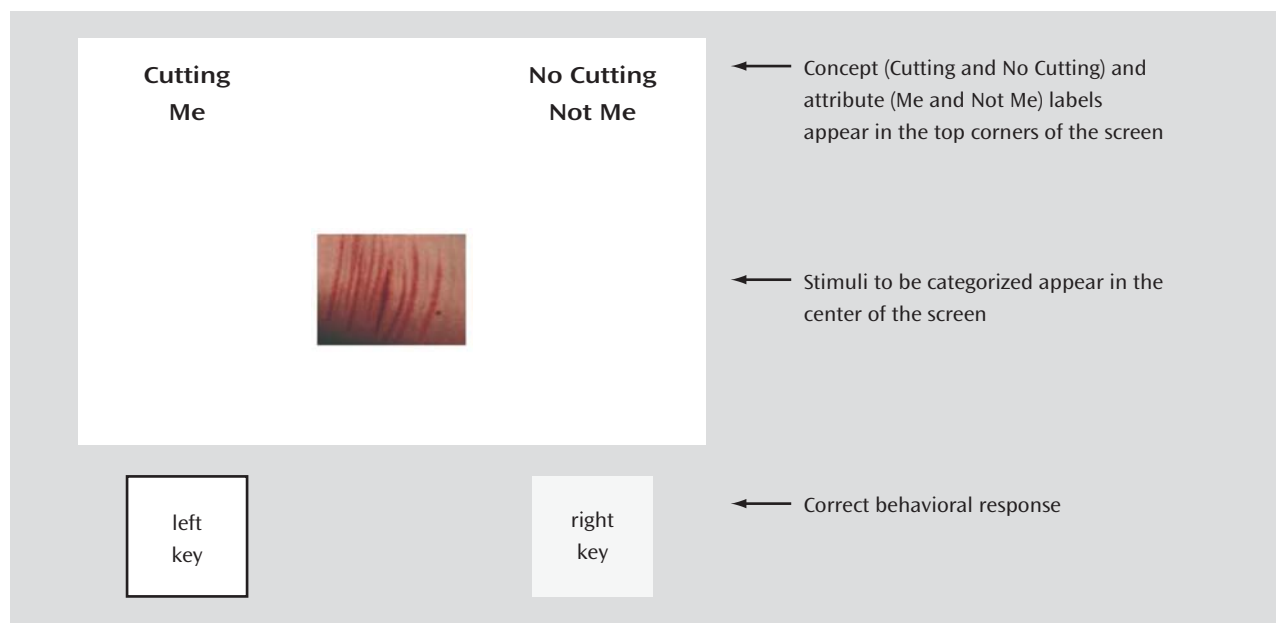 Cutting
Me
No Cutting
Not Me
Concept (Cutting and No Cutting) and
attribute (Me and Not Me) labels
appear in the top corners of the screen
Stimuli to be categorized appear in the
center of the screen
left
key
right
key
Correct behavioral response